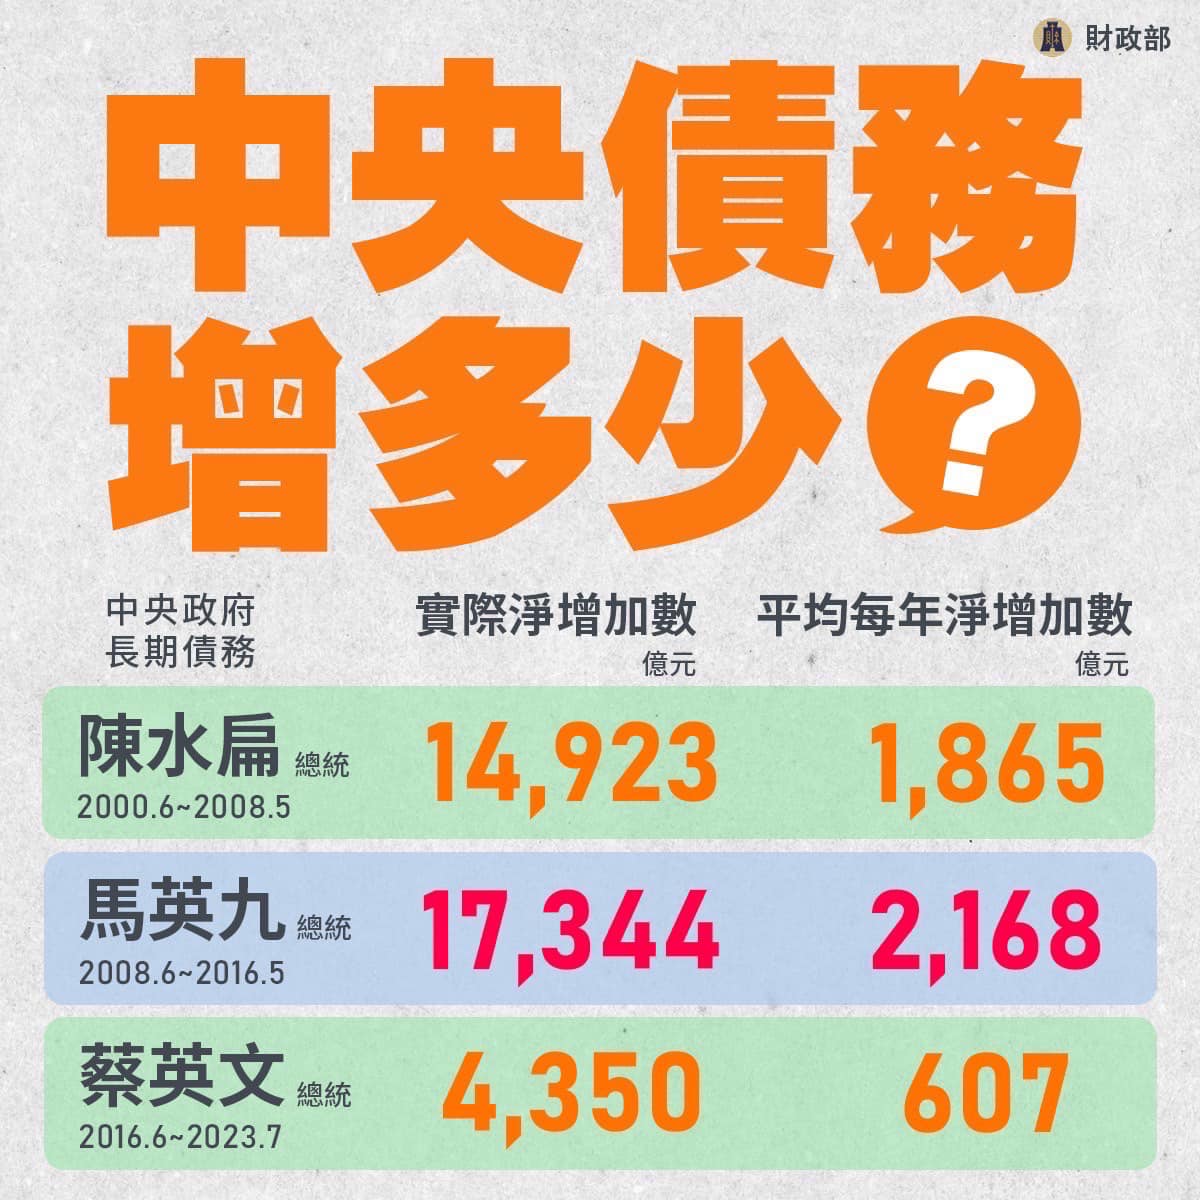 財政部
中央債務
增多少?
中央政府
長期債務
實際淨增加數
億元
平均每年淨增加數
億元
陳水扁 總統
2000.6~2008.5
14,923
1,865
馬英九 總統
2008.6~2016.5
17,344
2,168
蔡英文 總統
2016.6~2023.7
4,350
607